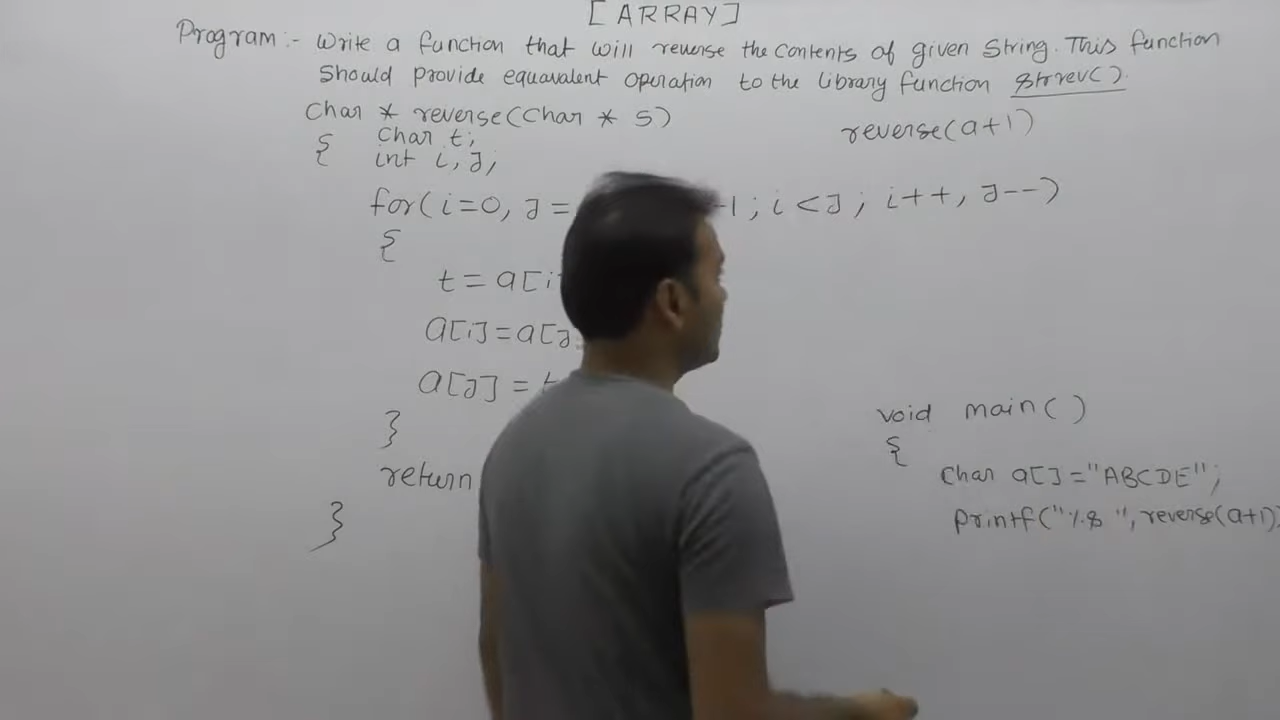 [ARRAY]
Program:- Write a function that will reverse the contents of given String. This function
Should provide equavalent operation to the library function strrev().
Char * reverse(Char * S)
reverse(a+1)
{ Char t;
int i, J;
for(i=0, J= -1; i<J; i++, J--)
{
t = a[i
a[i]=a[J
a[J] =
}
return
}
void main()
{
Char a[]="ABCDE";
Printf("%s ", reverse(a+1)